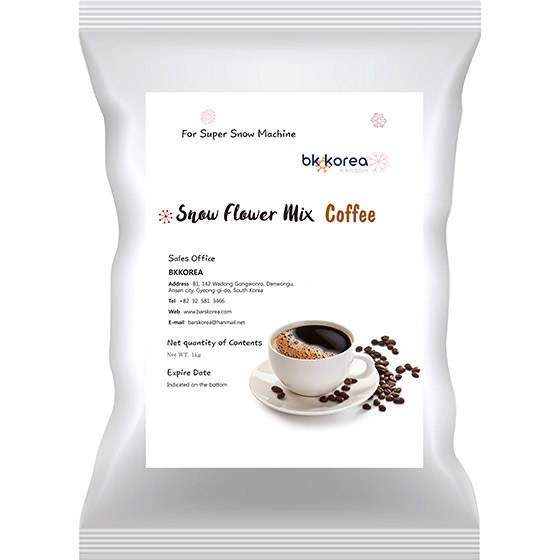 For Super Snow Machine
bk korea
Snow Flower Mix Coffee
Sales Office
BKKOREA
Address 81, 142 Wadong Gongwonro, Danwongu,
Ansan city, Gyeong-gi-do, South Korea
Tel +82. 32. 581. 3466
Web www.barskorea.com
E-mail barskorea@hanmail.net
Net quantity of Contents
Net WT. 1kg
Expire Date
Indicated on the bottom